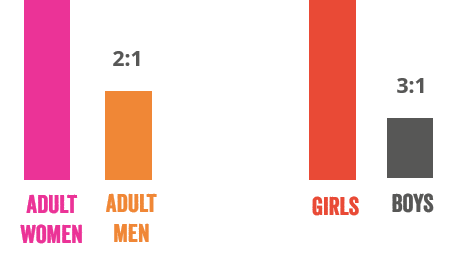 2:1
3:1
ADULT
WOMEN
ADULT
MEN
GIRLS
BOYS